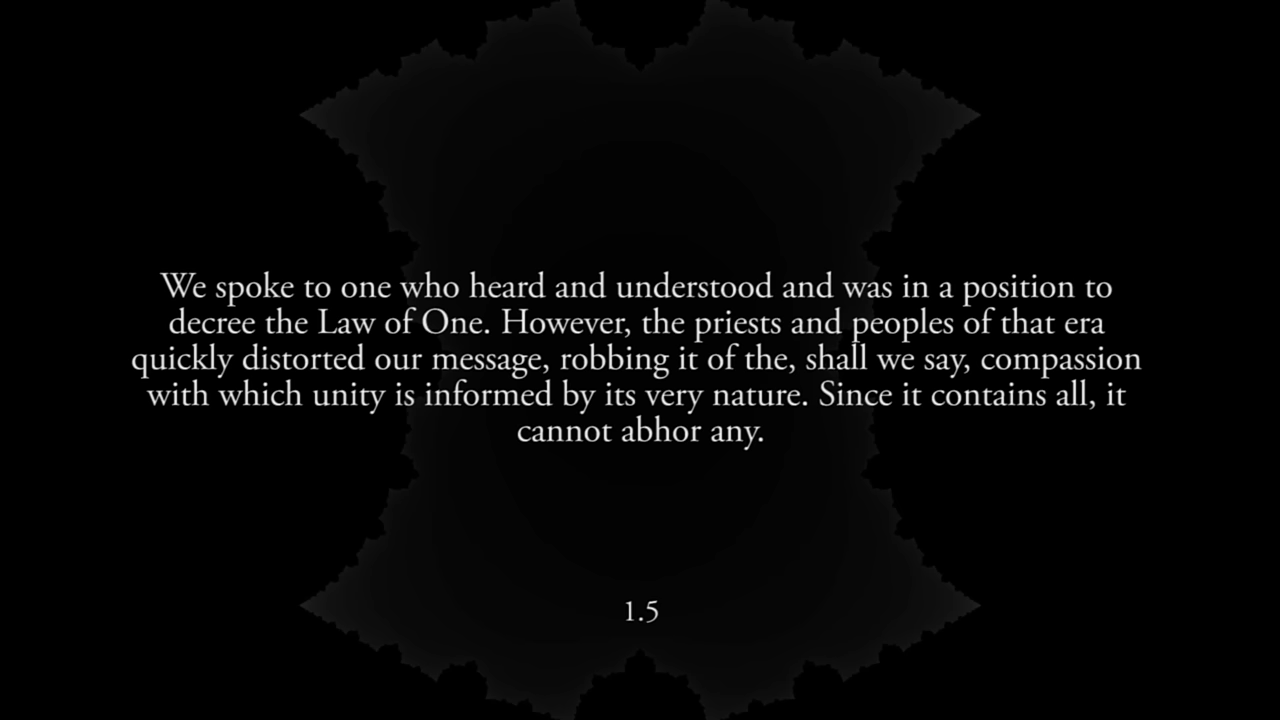 We spoke to one who heard and understood and was in a position to
decree the Law of One. However, the priests and peoples of that era
quickly distorted our message, robbing it of the, shall we say, compassion
with which unity is informed by its very nature. Since it contains all, it
cannot abhor any.
1.5